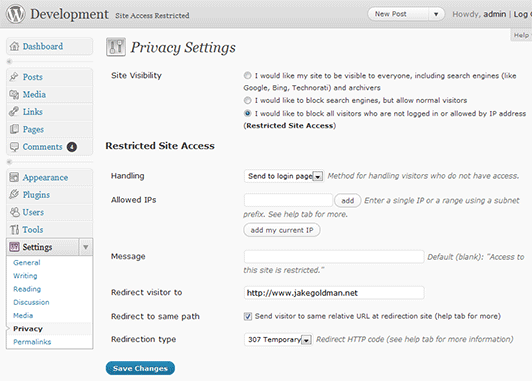 Development Site Access Restricted
New Post
Howdy, admin | Log
Help
Dashboard
Posts
Media
Links
Pages
Comments 4
Appearance
Plugins
Users
Tools
Settings
General
Writing
Reading
Discussion
Media
Privacy
Permalinks
Privacy Settings
Site Visibility
I would like my site to be visible to everyone, including search engines (like
Google, Bing, Technorati) and archivers
I would like to block search engines, but allow normal visitors
I would like to block all visitors who are not logged in or allowed by IP address
(Restricted Site Access)
Restricted Site Access
Handling
Send to login page
Method for handling visitors who do not have access.
Allowed IPs
add
Enter a single IP or a range using a subnet
prefix. See help tab for more.
add my current IP
Message
Default (blank): "Access to
this site is restricted."
Redirect visitor to
http://www.jakegoldman.net
Redirect to same path
Send visitor to same relative URL at redirection site (help tab for more)
Redirection type
307 Temporary
Redirect HTTP code (see help tab for more information)
Save Changes